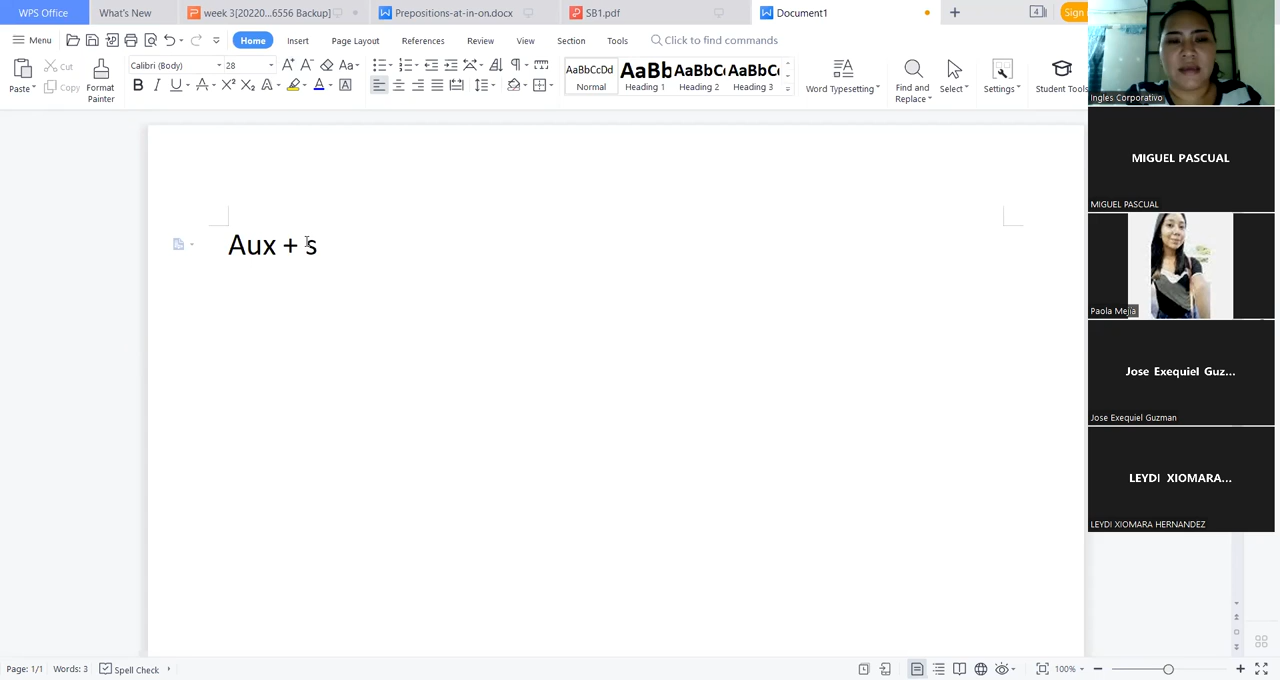 WPS Office
What's New
week 3[20220...6556 Backup]
Prepositions-at-in-on.docx
SB1.pdf
Document1
Sign
Menu
Home
Insert
Page Layout
References
Review
View
Section
Tools
Click to find commands
Paste
Cut
Copy
Format Painter
Calibri (Body)
28
AaBbCcDd
Normal
AaBb
Heading 1
AaBbCc
Heading 2
AaBbCc
Heading 3
Word Typesetting
Find and Replace
Select
Settings
Student Tools
Ingles Corporativo
MIGUEL PASCUAL
MIGUEL PASCUAL
Aux + s
Paola Mejia
Jose Exequiel Guz...
Jose Exequiel Guzman
LEYDI XIOMARA...
LEYDI XIOMARA HERNANDEZ
Page: 1/1
Words: 3
Spell Check
100%